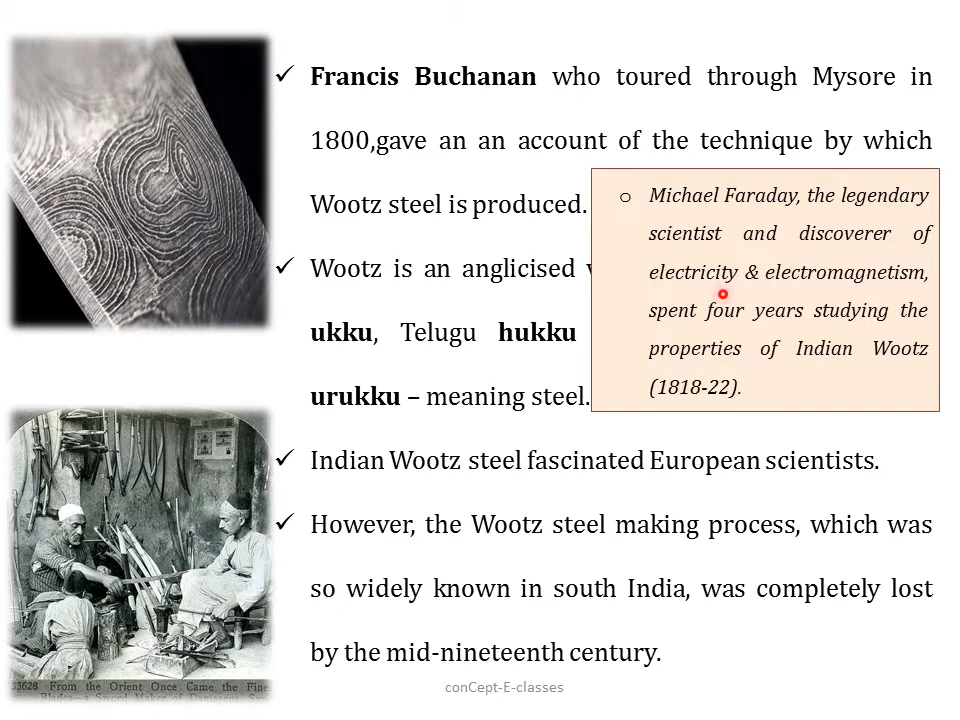 ✓ Francis Buchanan who toured through Mysore in
1800,gave an an account of the technique by which
Wootz steel is produced.
✓ Wootz is an anglicised
ukku, Telugu hukku
urukku – meaning steel.
o Michael Faraday, the legendary
scientist and discoverer of
electricity & electromagnetism,
spent four years studying the
properties of Indian Wootz
(1818-22).
✓ Indian Wootz steel fascinated European scientists.
✓ However, the Wootz steel making process, which was
so widely known in south India, was completely lost
by the mid-nineteenth century.
33628 From the Orient Once Came the Fine
Blades—a Sword Maker of Damascus,
conCept-E-classes